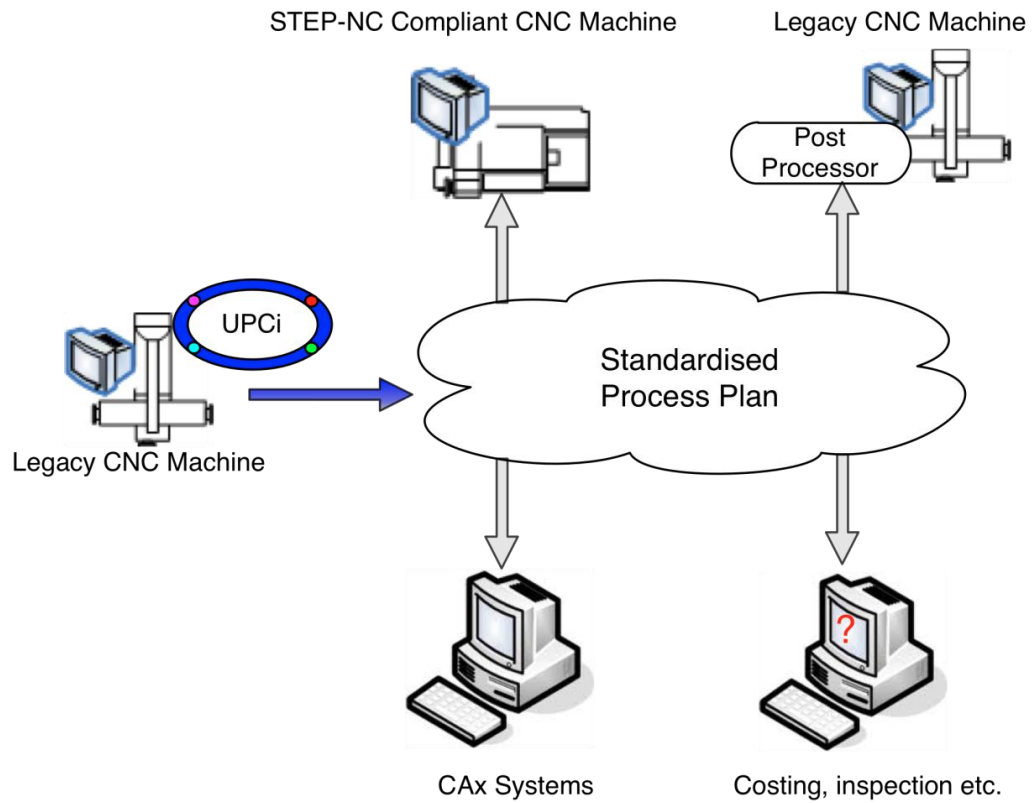 STEP-NC Compliant CNC Machine
Legacy CNC Machine
Post
Processor
UPCi
Standardised
Process Plan
Legacy CNC Machine
?
CAx Systems
Costing, inspection etc.